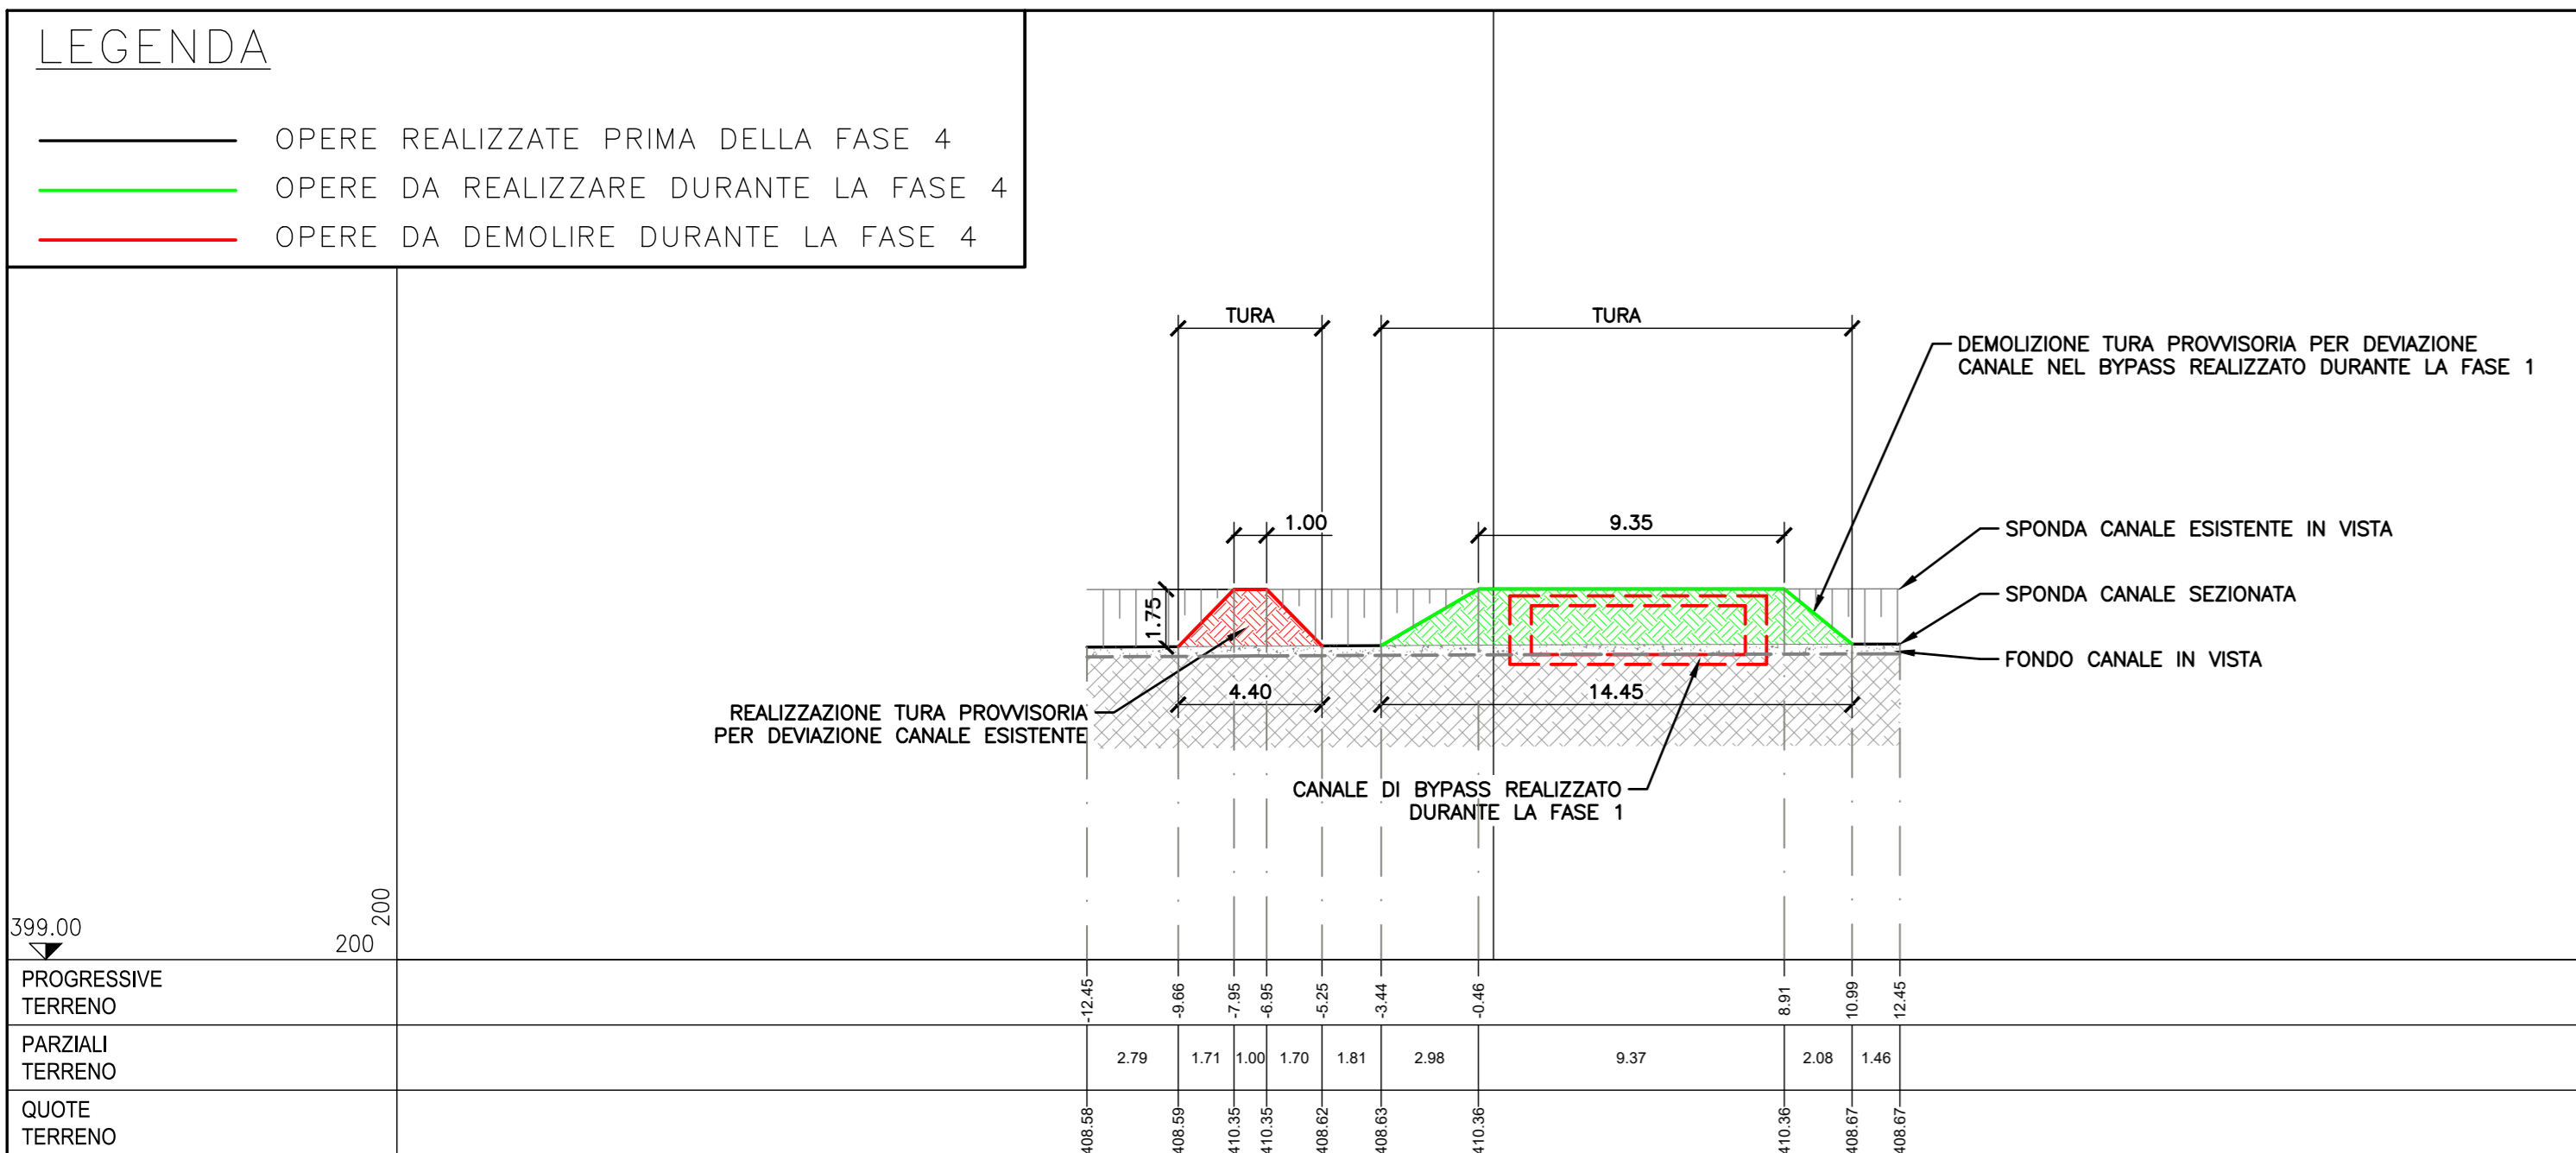 LEGENDA
OPERE REALIZZATE PRIMA DELLA FASE 4
OPERE DA REALIZZARE DURANTE LA FASE 4
OPERE DA DEMOLIRE DURANTE LA FASE 4
TURA
TURA
DEMOLIZIONE TURA PROVVISORIA PER DEVIAZIONE
CANALE NEL BYPASS REALIZZATO DURANTE LA FASE 1
1.00
9.35
SPONDA CANALE ESISTENTE IN VISTA
1.75
SPONDA CANALE SEZIONATA
FONDO CANALE IN VISTA
4.40
14.45
REALIZZAZIONE TURA PROVVISORIA
PER DEVIAZIONE CANALE ESISTENTE
CANALE DI BYPASS REALIZZATO
DURANTE LA FASE 1
399.00
200
200
PROGRESSIVE
TERRENO
-12.45 -9.66 -7.95 -6.95 -5.25 -3.44 -0.46 8.91 10.99 12.45
PARZIALI
TERRENO
2.79 1.71 1.00 1.70 1.81 2.98 9.37 2.08 1.46
QUOTE
TERRENO
408.58 408.59 410.35 410.35 408.62 408.63 410.36 410.36 408.67 408.67